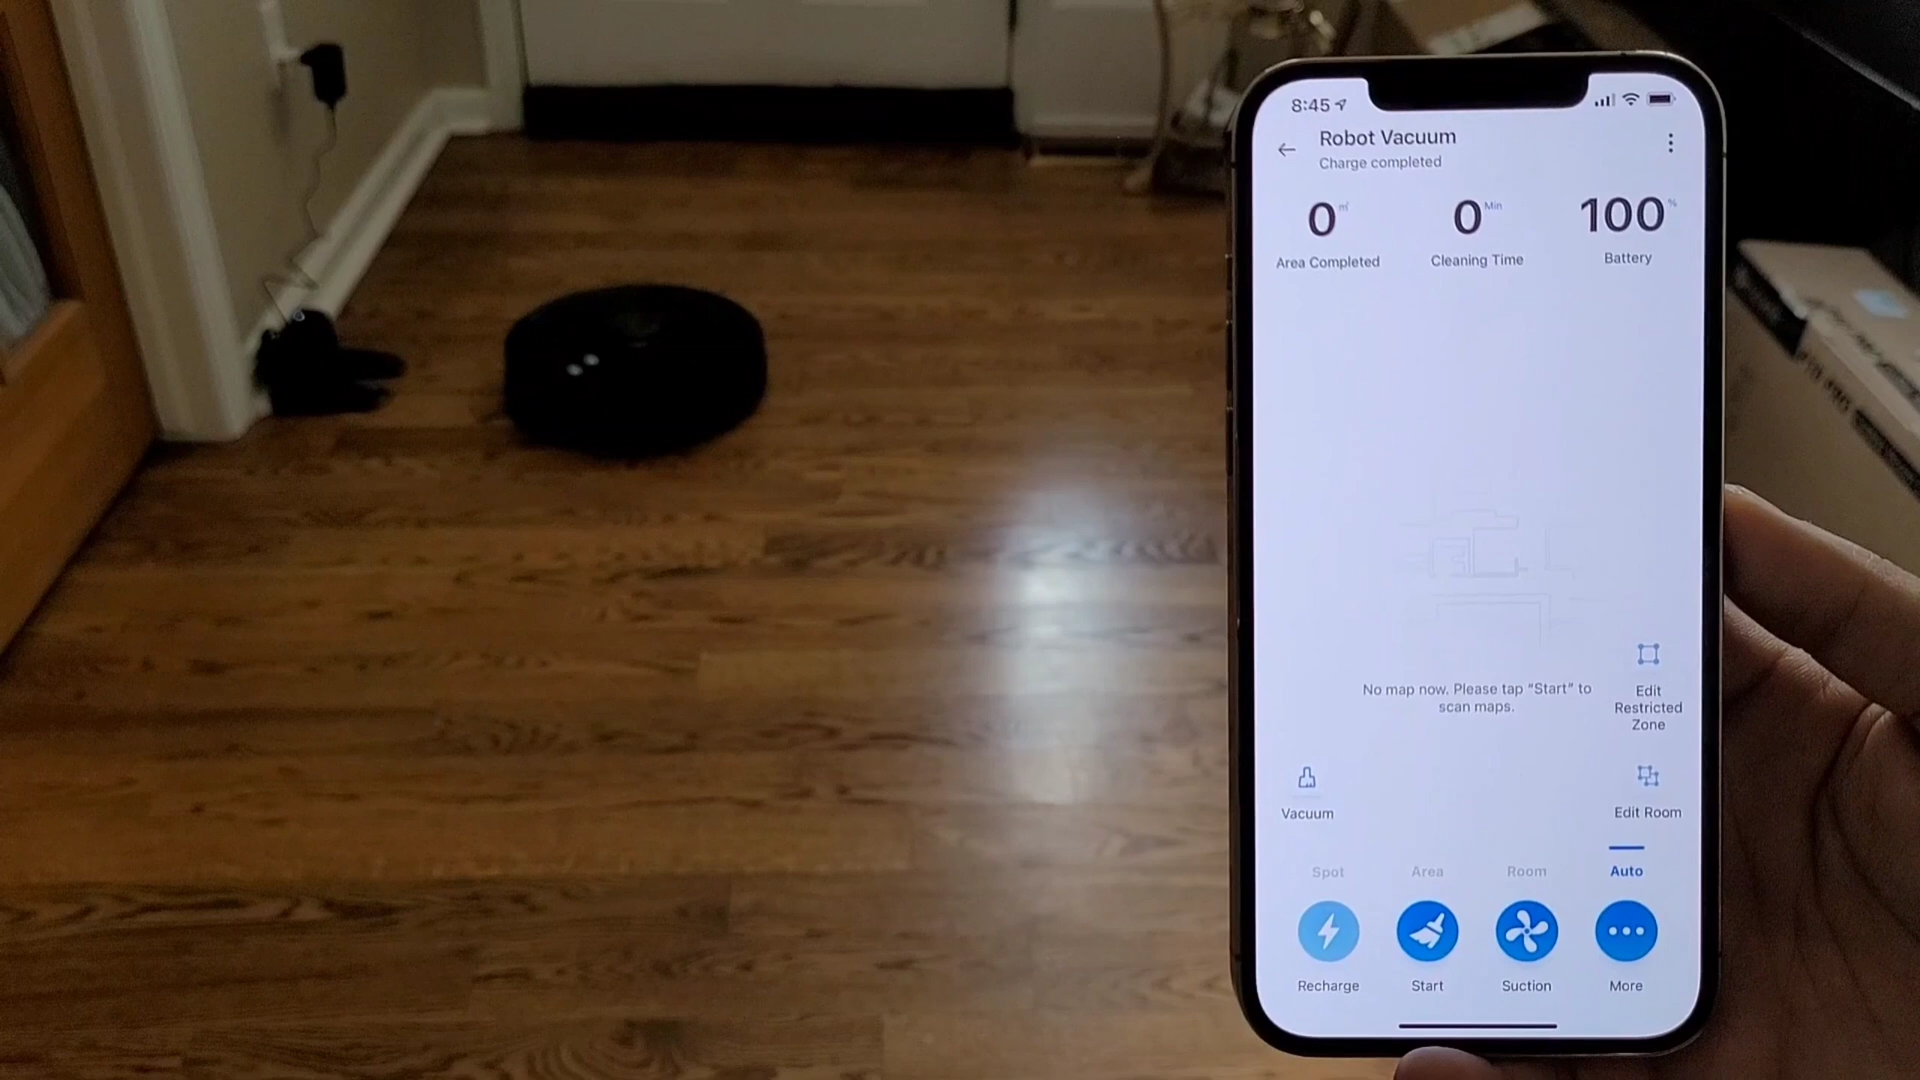 8:45
Robot Vacuum
Charge completed
0 ㎡
0 Min
100 %
Area Completed
Cleaning Time
Battery
No map now. Please tap “Start” to
scan maps.
Edit
Restricted
Zone
Vacuum
Edit Room
Spot
Area
Room
Auto
Recharge
Start
Suction
More